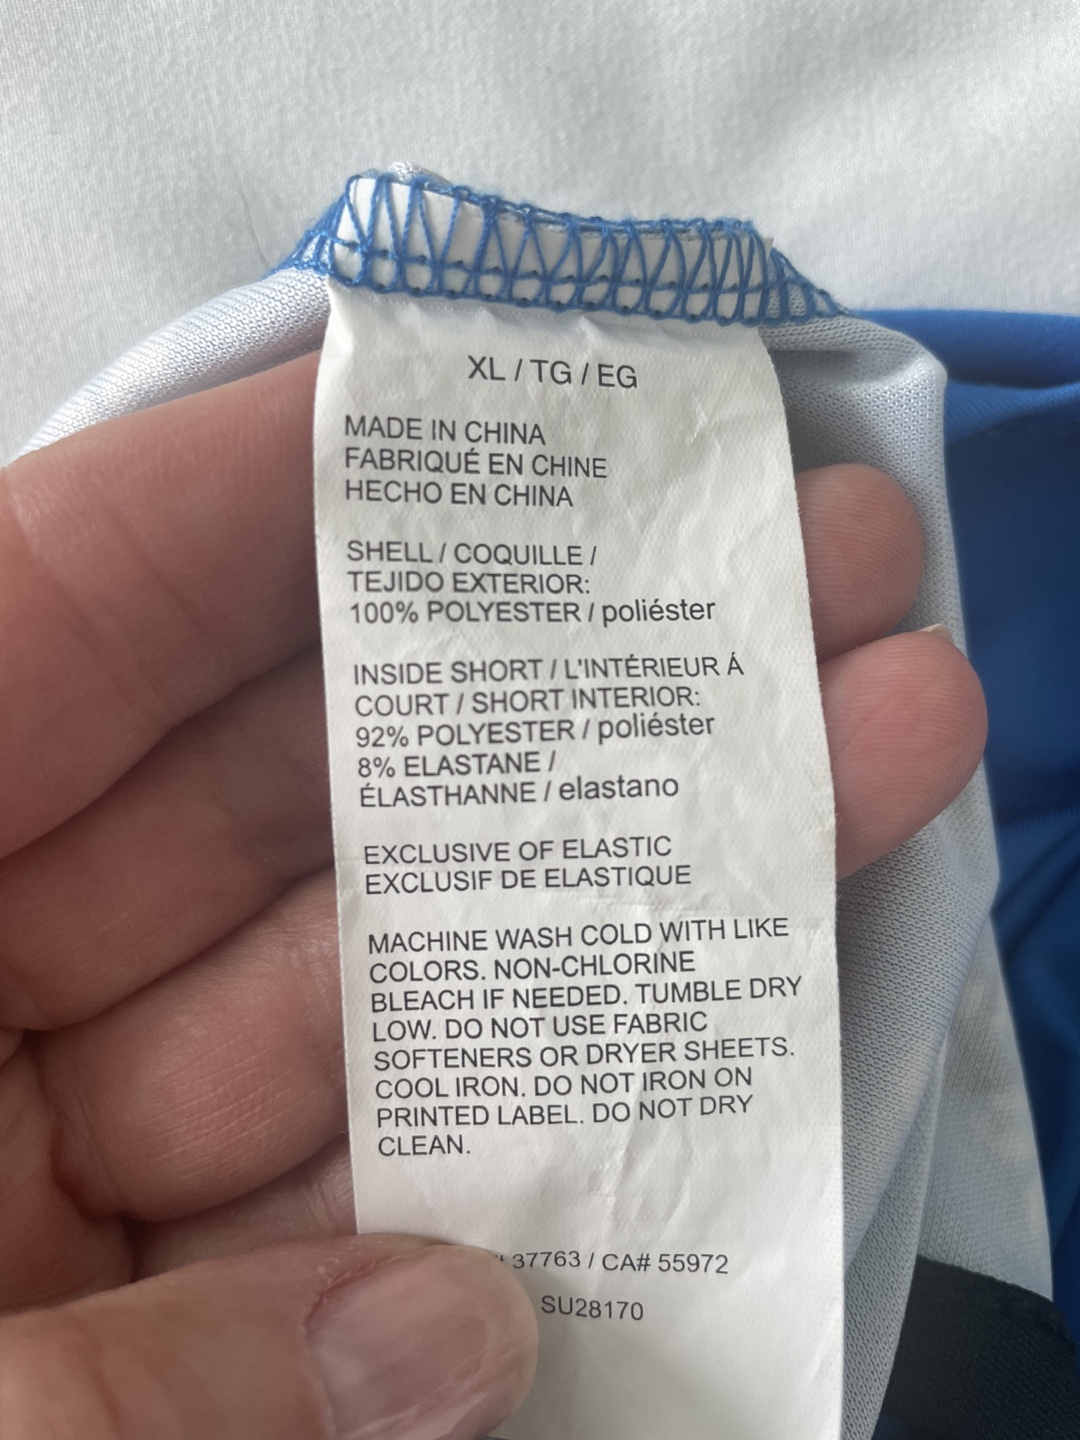 XL / TG / EG
MADE IN CHINA
FABRIQUÉ EN CHINE
HECHO EN CHINA
SHELL / COQUILLE /
TEJIDO EXTERIOR:
100% POLYESTER / poliéster
INSIDE SHORT / L'INTÉRIEUR Á
COURT / SHORT INTERIOR:
92% POLYESTER / poliéster
8% ELASTANE /
ÉLASTHANNE / elastano
EXCLUSIVE OF ELASTIC
EXCLUSIF DE ELASTIQUE
MACHINE WASH COLD WITH LIKE
COLORS. NON-CHLORINE
BLEACH IF NEEDED. TUMBLE DRY
LOW. DO NOT USE FABRIC
SOFTENERS OR DRYER SHEETS.
COOL IRON. DO NOT IRON ON
PRINTED LABEL. DO NOT DRY
CLEAN.
37763 / CA# 55972
SU28170